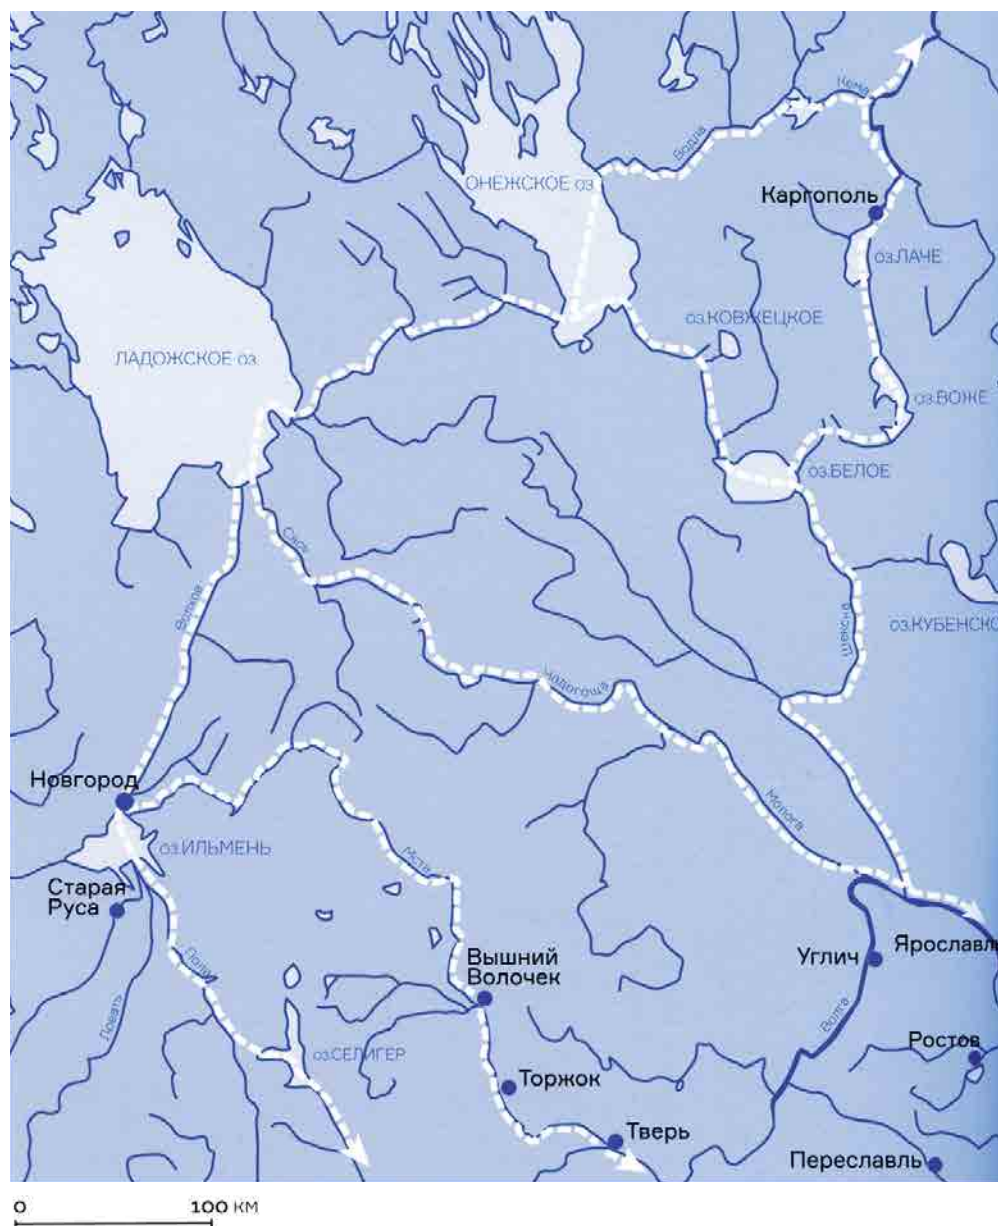 Кема
Водла
ОНЕЖСКОЕ оз.
Каргополь
оз.ЛАЧЕ
оз.КОВЖЕЦКОЕ
ЛАДОЖСКОЕ оз.
оз.ВОЖЕ
оз.БЕЛОЕ
Сясь
Волхов
Шексна
оз.КУБЕНСКО
Чадогоща
Новгород
Молога
оз.ИЛЬМЕНЬ
Мста
Старая
Руса
Ярославль
Углич
Вышний
Волочек
Пола
Ловать
Волга
Ростов
оз.СЕЛИГЕР
Торжок
Тверь
Переславль
0 100 КМ